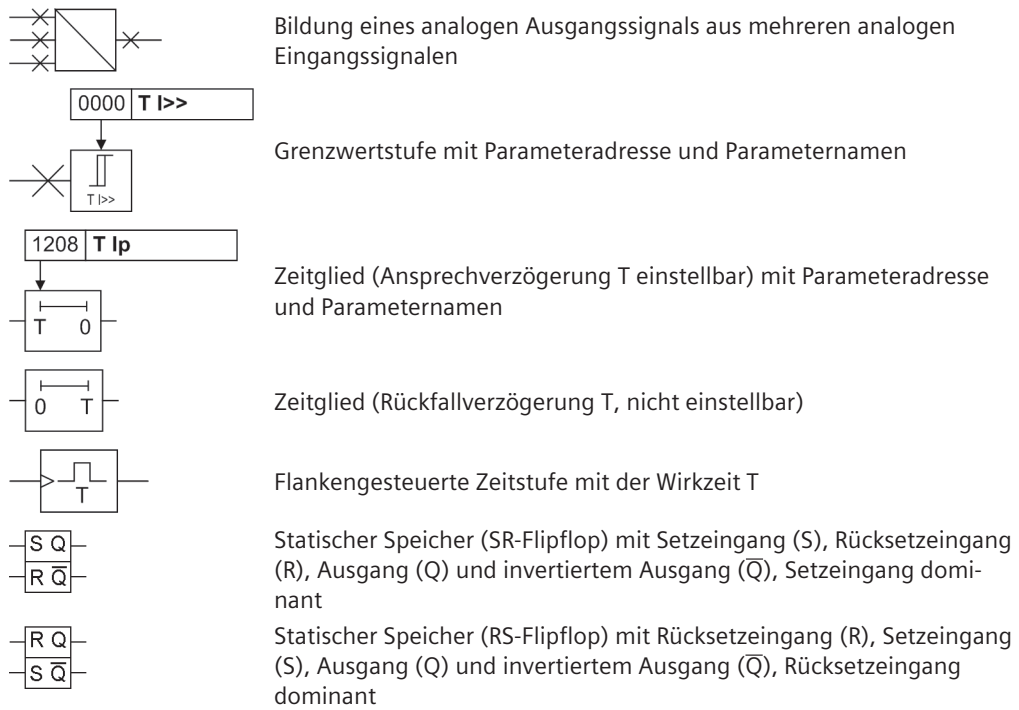 Bildung eines analogen Ausgangssignals aus mehreren analogen
Eingangssignalen
0000 T I>>
T I>>
Grenzwertstufe mit Parameteradresse und Parameternamen
1208 T Ip
T 0
Zeitglied (Ansprechverzögerung T einstellbar) mit Parameteradresse
und Parameternamen
0 T
Zeitglied (Rückfallverzögerung T, nicht einstellbar)
T
Flankengesteuerte Zeitstufe mit der Wirkzeit T
S Q
R Q̅
Statischer Speicher (SR-Flipflop) mit Setzeingang (S), Rücksetzeingang
(R), Ausgang (Q) und invertiertem Ausgang (Q̅), Setzeingang domi-
nant
R Q
S Q̅
Statischer Speicher (RS-Flipflop) mit Rücksetzeingang (R), Setzeingang
(S), Ausgang (Q) und invertiertem Ausgang (Q̅), Rücksetzeingang
dominant